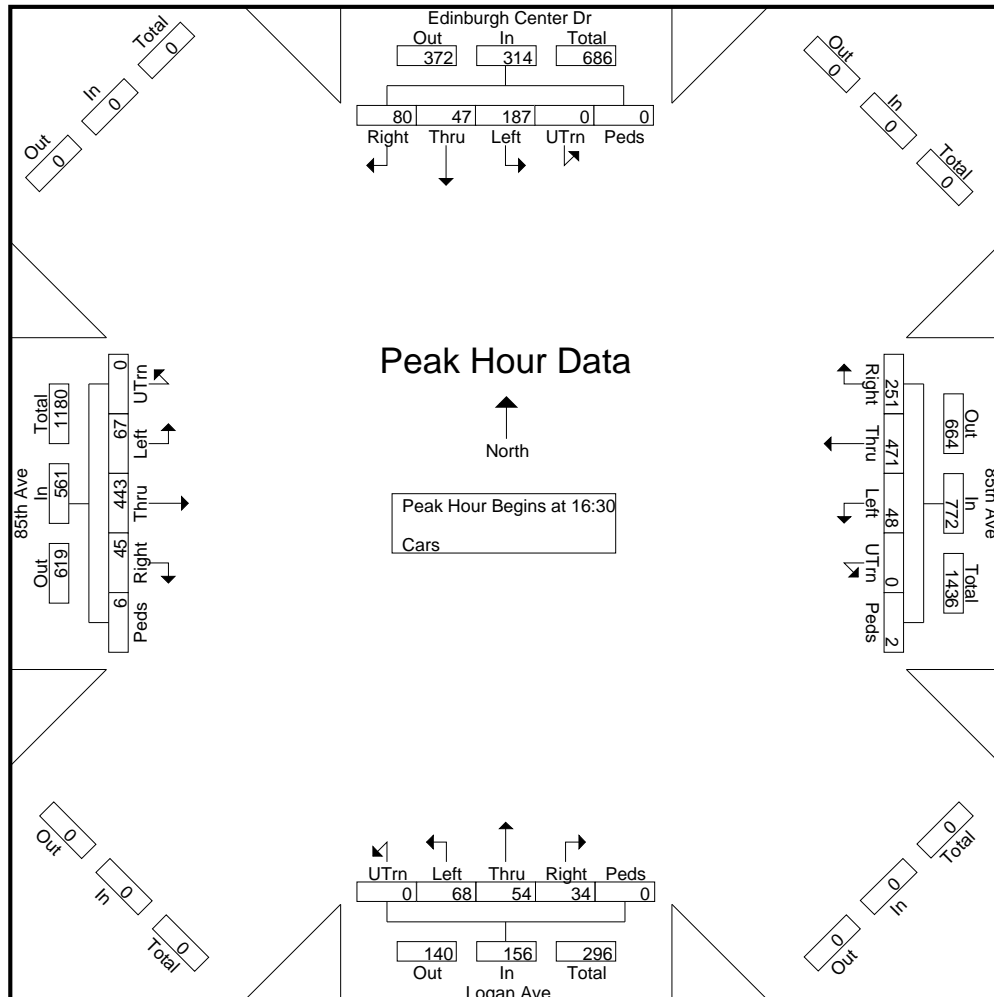 Edinburgh Center Dr
Out In Total
372 314 686
80 47 187 0 0
Right Thru Left UTrn Peds
Total
0
In
0
Out
0
Out
0
In
0
Total
0
85th Ave
Total In Out
1180 561 619
0 67 443 45 6
UTrn Left Thru Right Peds
Peak Hour Data
North
Peak Hour Begins at 16:30
Cars
Right Thru Left UTrn Peds
251 471 48 0 2
Out In Total
664 772 1436
85th Ave
Out
0
In
0
Total
0
Total
0
In
0
Out
0
UTrn Left Thru Right Peds
0 68 54 34 0
140 156 296
Out In Total
Logan Ave